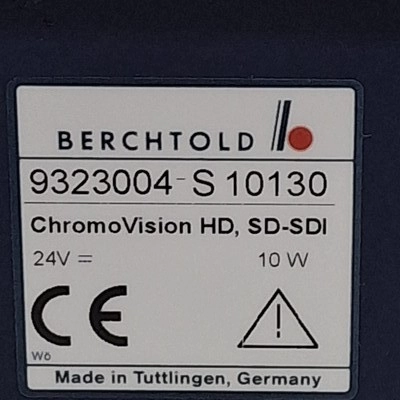 BERCHTOLD
9323004-S 10130
ChromoVision HD, SD-SDI
24V = 10 W
CE
!
W6
Made in Tuttlingen, Germany